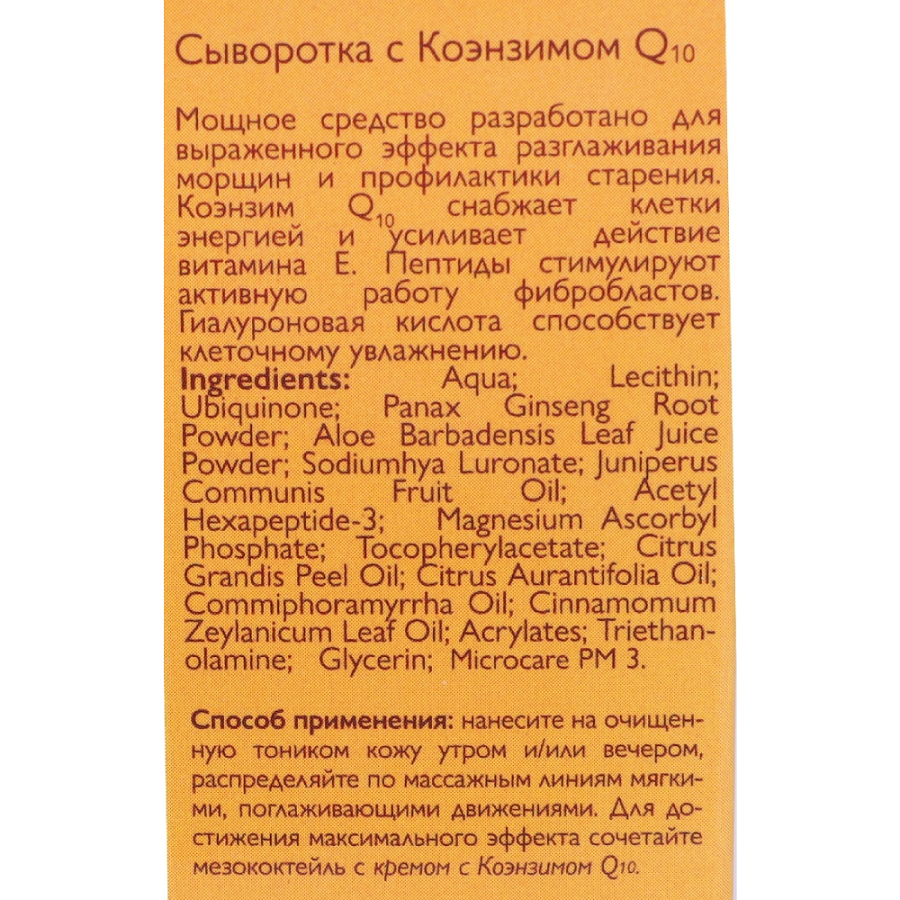 Сыворотка с Коэнзимом Q10
Мощное средство разработано для
выраженного эффекта разглаживания
морщин и профилактики старения.
Коэнзим Q10 снабжает клетки
энергией и усиливает действие
витамина Е. Пептиды стимулируют
активную работу фибробластов.
Гиалуроновая кислота способствует
клеточному увлажнению.
Ingredients: Aqua; Lecithin;
Ubiquinone; Panax Ginseng Root
Powder; Aloe Barbadensis Leaf Juice
Powder; Sodiumhya Luronate; Juniperus
Communis Fruit Oil; Acetyl
Hexapeptide-3; Magnesium Ascorbyl
Phosphate; Tocopherylacetate; Citrus
Grandis Peel Oil; Citrus Aurantifolia Oil;
Commiphoramyrrha Oil; Cinnamomum
Zeylanicum Leaf Oil; Acrylates; Triethan-
olamine; Glycerin; Microcare PM 3.
Способ применения: нанесите на очищен-
ную тоником кожу утром и/или вечером,
распределяйте по массажным линиям мягки-
ми, поглаживающими движениями. Для до-
стижения максимального эффекта сочетайте
мезококтейль с кремом с Коэнзимом Q10.